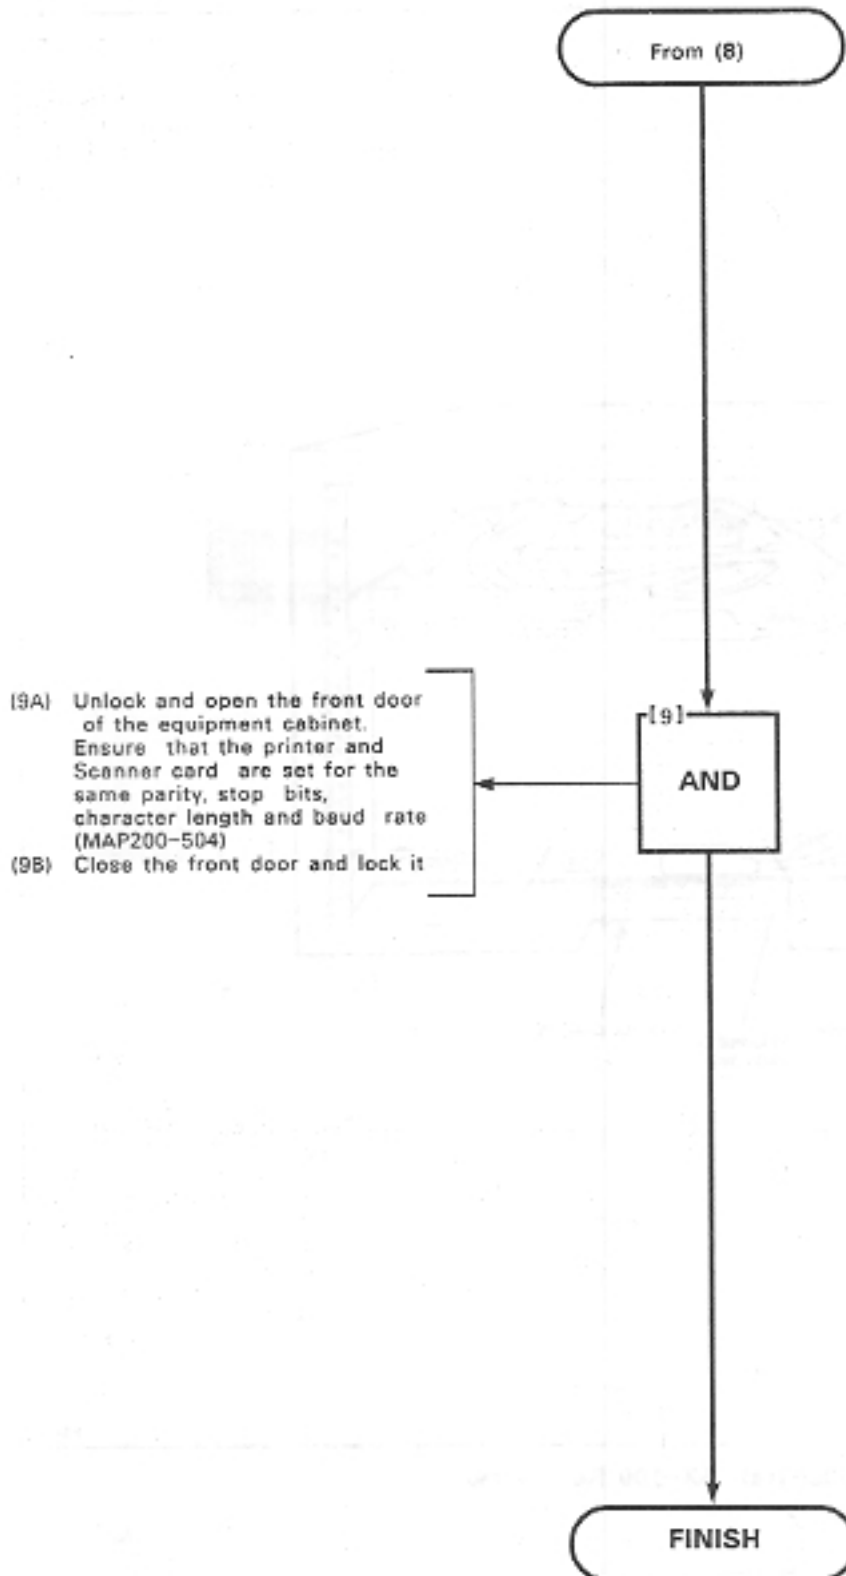 From (8)
(9A) Unlock and open the front door
of the equipment cabinet.
Ensure that the printer and
Scanner card are set for the
same parity, stop bits,
character length and baud rate
(MAP200-504)
(9B) Close the front door and lock it
[9]
AND
FINISH